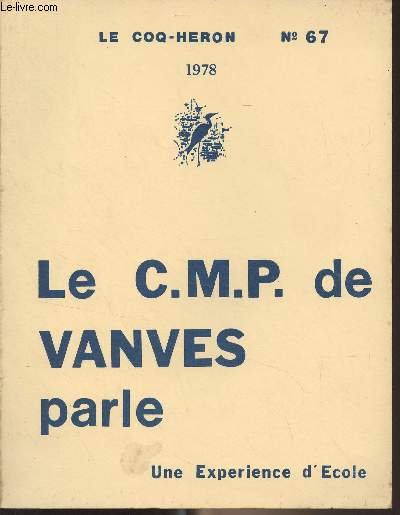 Le-livre.com
LE COQ-HERON Nº 67
1978
Le C.M.P. de
VANVES
parle
Une Experience d'Ecole